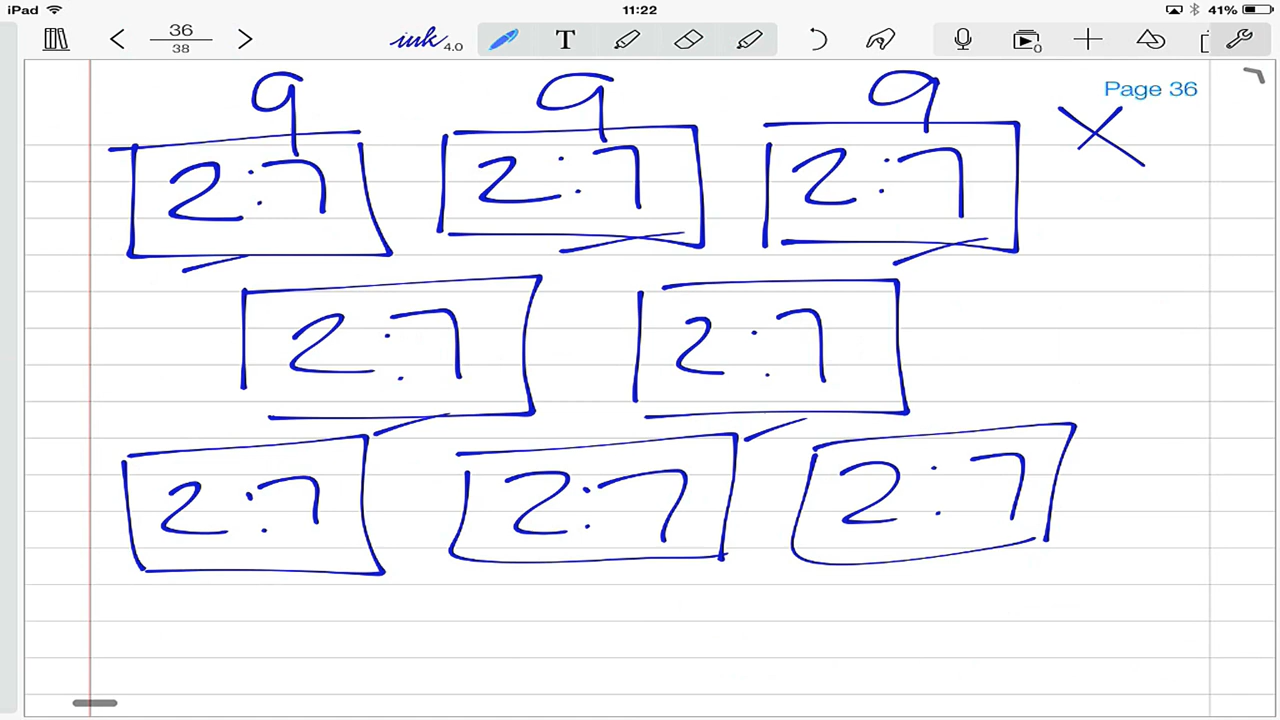 iPad 11:22 41%
36
38
ink 4.0 T 0
Page 36
9 9 9
2:7 2:7 2:7
2:7 2:7
2:7 2:7 2:7